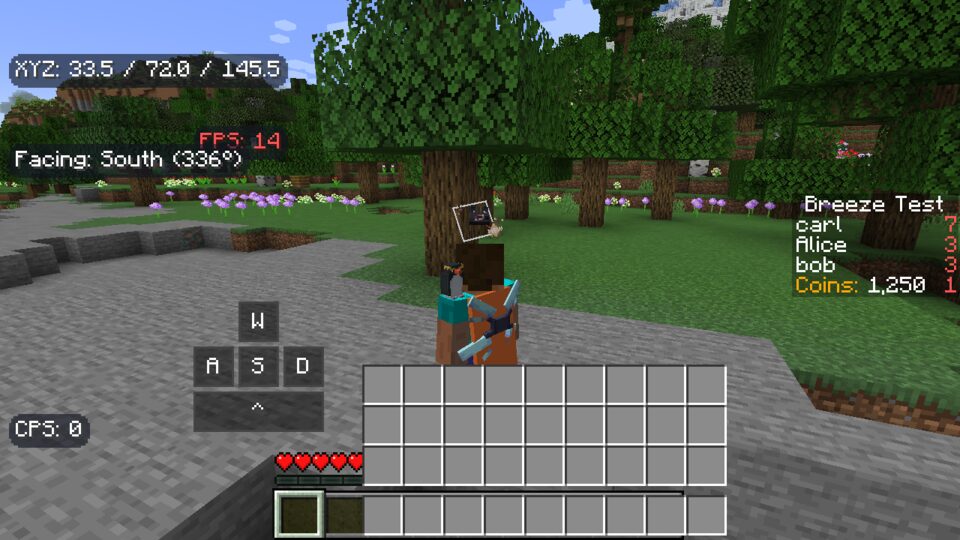 XYZ: 33.5 / 72.0 / 145.5
FPS: 14
Facing: South (336°)
Breeze Test
carl 7
Alice 3
bob 3
Coins: 1,250 1
W
A S D
^
CPS: 0